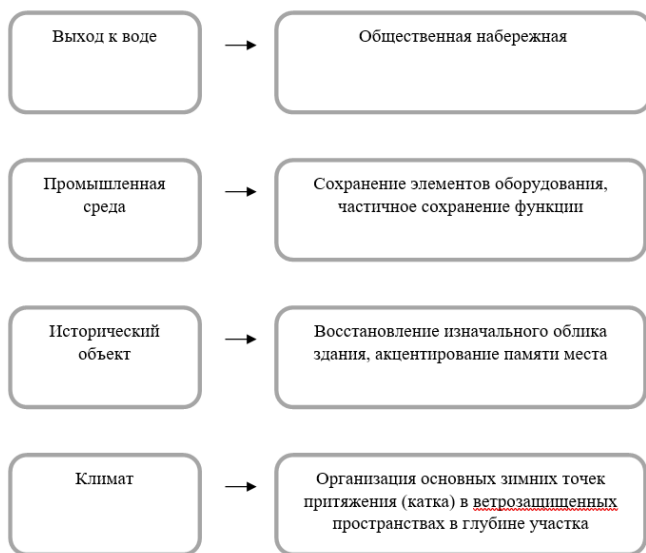 Выход к воде
Общественная набережная
Промышленная
среда
Сохранение элементов оборудования,
частичное сохранение функции
Исторический
объект
Восстановление изначального облика
здания, акцентирование памяти места
Климат
Организация основных зимних точек
притяжения (катка) в ветрозащищенных
пространствах в глубине участка